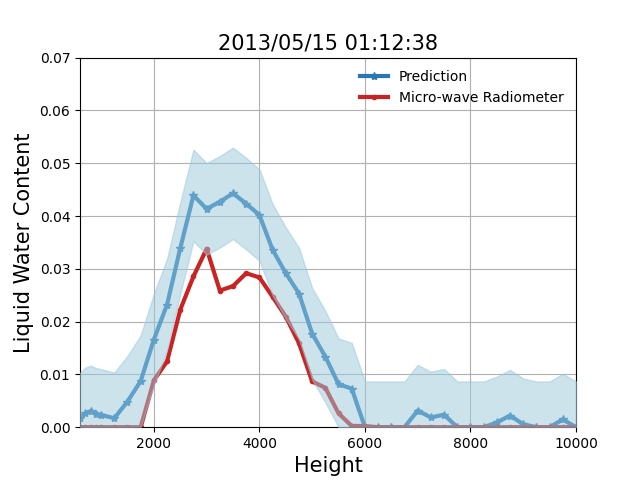 2013/05/15 01:12:38
Prediction
Micro-wave Radiometer
Liquid Water Content
0.07
0.06
0.05
0.04
0.03
0.02
0.01
0.00
2000 4000 6000 8000 10000
Height